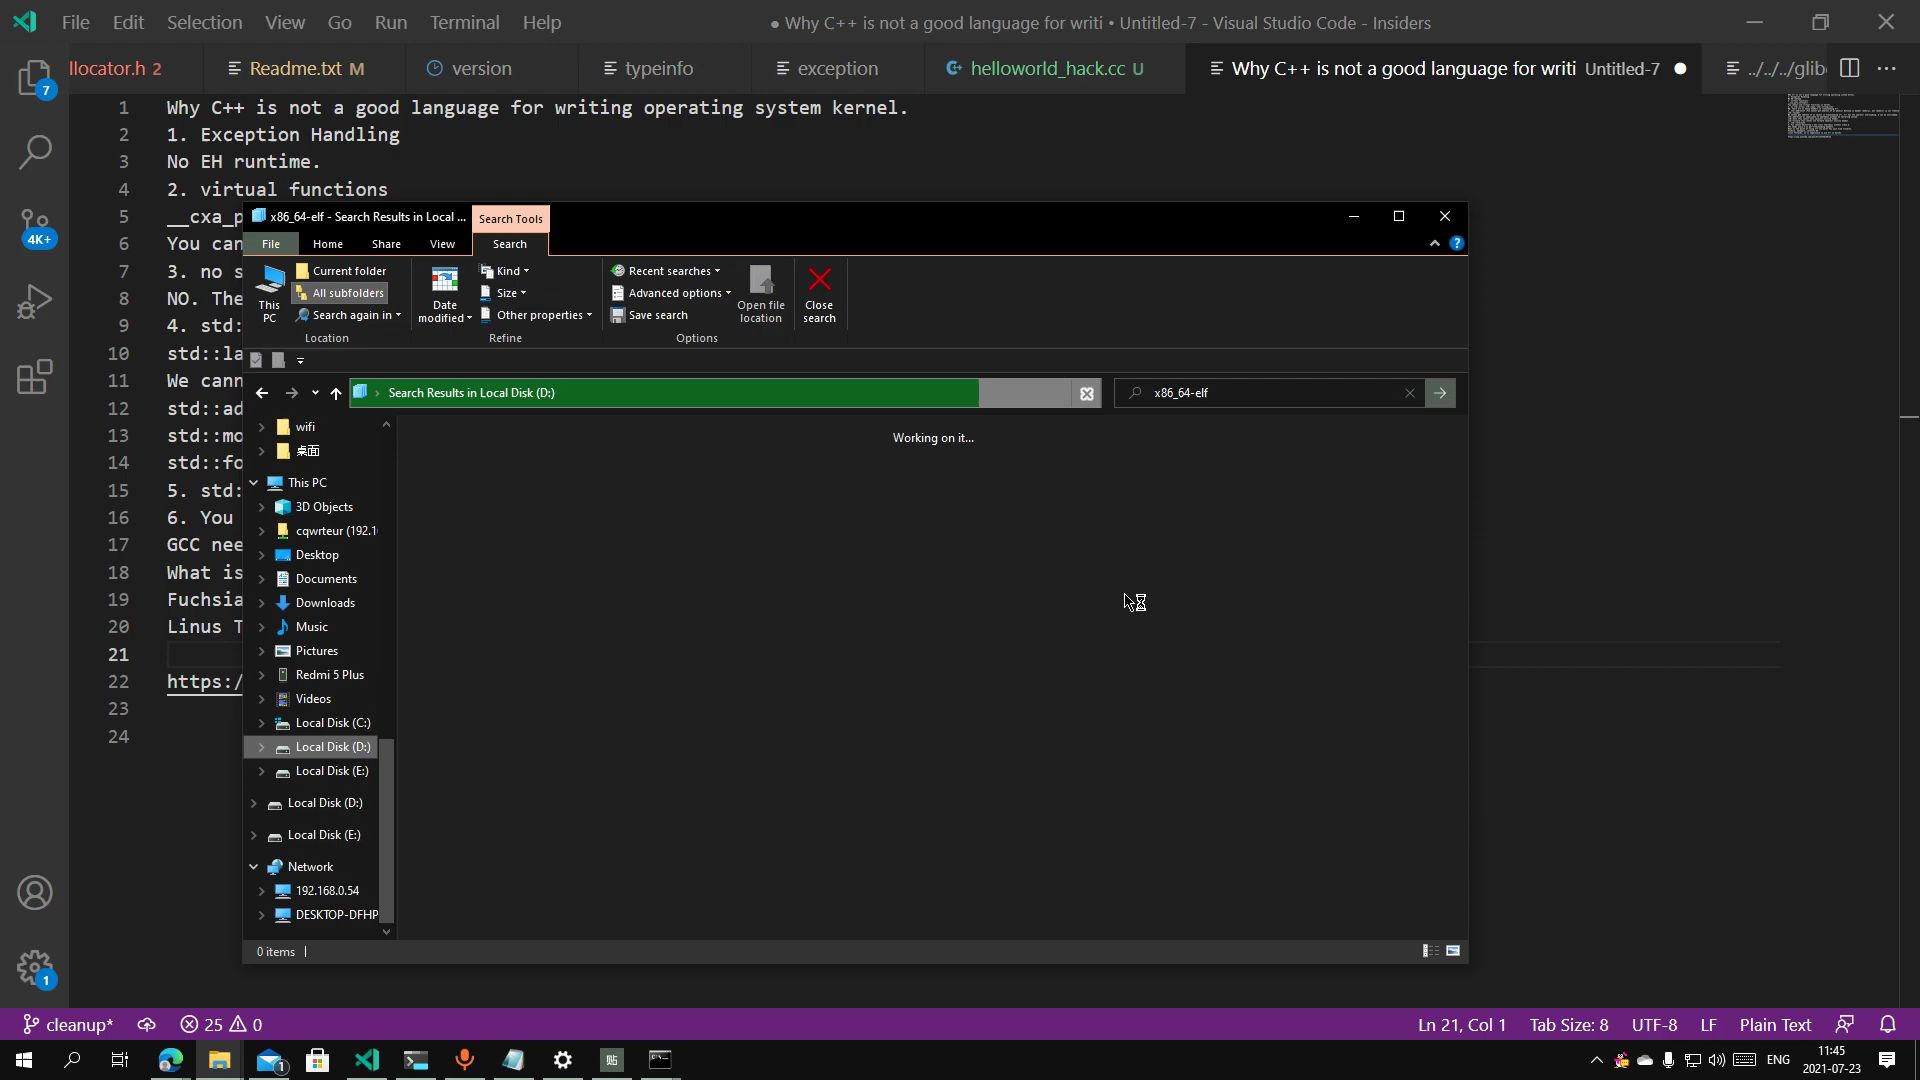 File Edit Selection View Go Run Terminal Help
● Why C++ is not a good language for writi • Untitled-7 - Visual Studio Code - Insiders
llocator.h 2
Readme.txt M
version
typeinfo
exception
helloworld_hack.cc U
Why C++ is not a good language for writi Untitled-7
../../../glib
7
4K+
1
1 Why C++ is not a good language for writing operating system kernel.
2 1. Exception Handling
3 No EH runtime.
4 2. virtual functions
5 __cxa_p
6 You can
7 3. no s
8 NO. The
9 4. std:
10 std::la
11 We cann
12 std::ad
13 std::mo
14 std::fo
15 5. std:
16 6. You
17 GCC nee
18 What is
19 Fuchsia
20 Linus T
21
22 https:/
23
24
x86_64-elf - Search Results in Local ...
Search Tools
File Home Share View Search
This PC
Current folder
All subfolders
Search again in
Location
Date modified
Kind
Size
Other properties
Refine
Recent searches
Advanced options
Save search
Open file location
Options
Close search
Search Results in Local Disk (D:)
x86_64-elf
wifi
桌面
This PC
3D Objects
cqwrteur (192.1
Desktop
Documents
Downloads
Music
Pictures
Redmi 5 Plus
Videos
Local Disk (C:)
Local Disk (D:)
Local Disk (E:)
Local Disk (D:)
Local Disk (E:)
Network
192.168.0.54
DESKTOP-DFHP
Working on it...
0 items
cleanup* 25 0
Ln 21, Col 1 Tab Size: 8 UTF-8 LF Plain Text
1
贴
ENG
11:45
2021-07-23